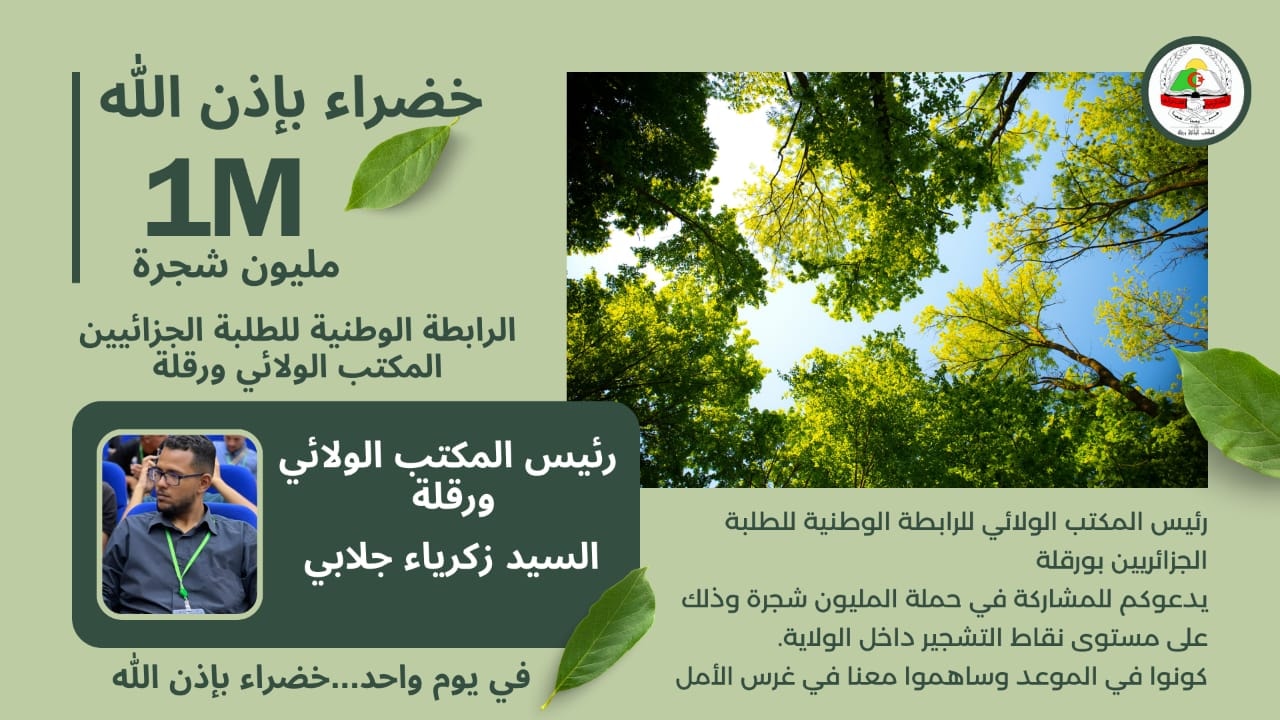 خضراء بإذن الله
1M
مليون شجرة
الرابطة الوطنية للطلبة الجزائيين
المكتب الولائي ورقلة
رئيس المكتب الولائي
ورقلة
السيد زكرياء جلابي
في يوم واحد...خضراء بإذن الله
رئيس المكتب الولائي للرابطة الوطنية للطلبة
الجزائريين بورقلة
يدعوكم للمشاركة في حملة المليون شجرة وذلك
على مستوى نقاط التشجير داخل الولاية.
كونوا في الموعد وساهموا معنا في غرس الأمل